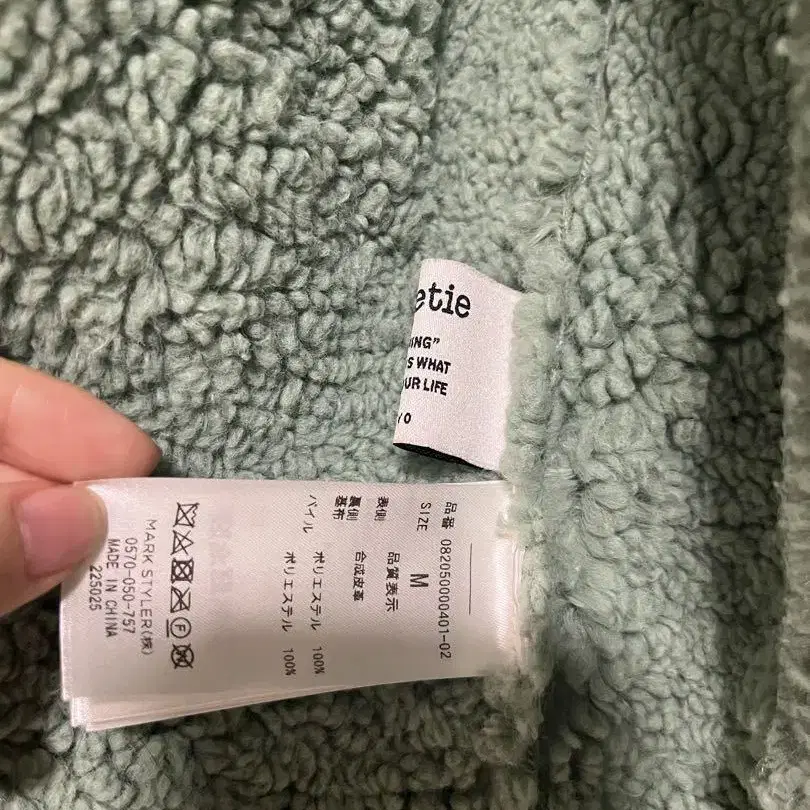 etie
ING"
S WHAT
UR LIFE
YO
品番 0820500000401-02
SIZE M
品質表示
表側 合成皮革
裏側
基布 ポリエステル 100%
パイル ポリエステル 100%
MARK STYLER(株)
0570-050-757
MADE IN CHINA
225025